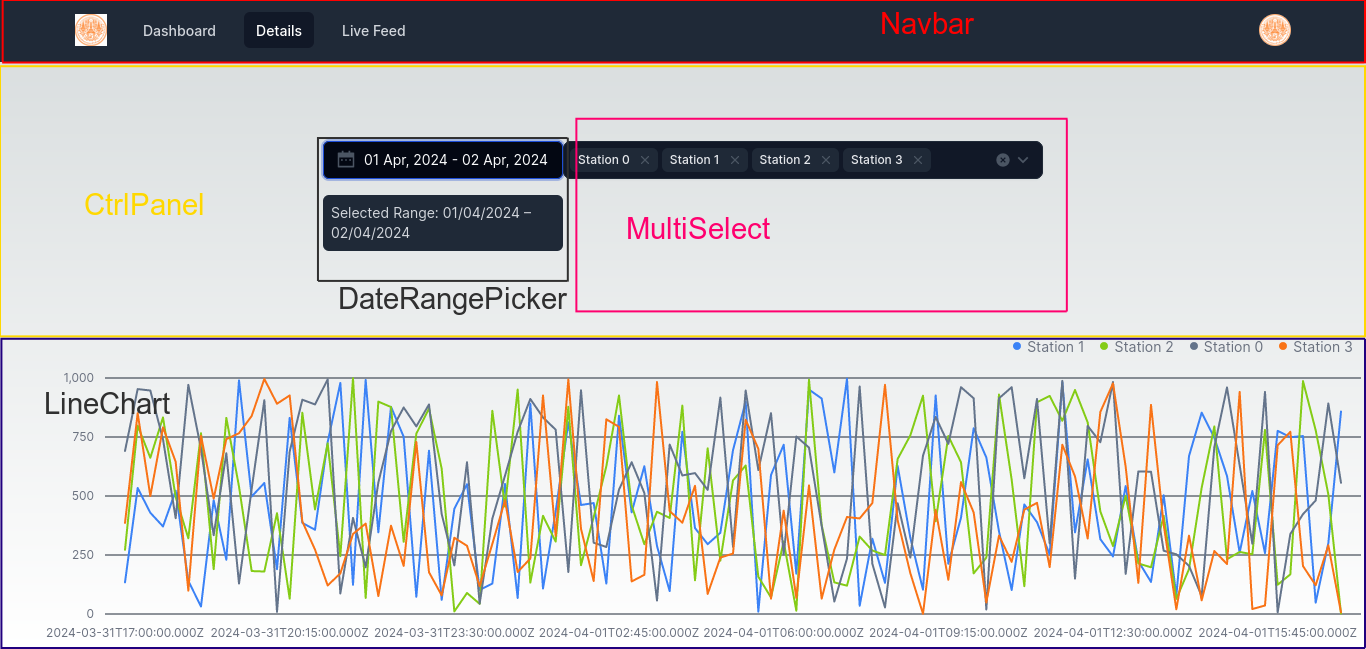 Dashboard Details Live Feed Navbar
01 Apr, 2024 - 02 Apr, 2024 Station 0 Station 1 Station 2 Station 3
CtrlPanel
Selected Range: 01/04/2024 –
02/04/2024
MultiSelect
DateRangePicker
Station 1 Station 2 Station 0 Station 3
LineChart
1,000
750
500
250
0
2024-03-31T17:00:00.000Z 2024-03-31T20:15:00.000Z 2024-03-31T23:30:00.000Z 2024-04-01T02:45:00.000Z 2024-04-01T06:00:00.000Z 2024-04-01T09:15:00.000Z 2024-04-01T12:30:00.000Z 2024-04-01T15:45:00.000Z